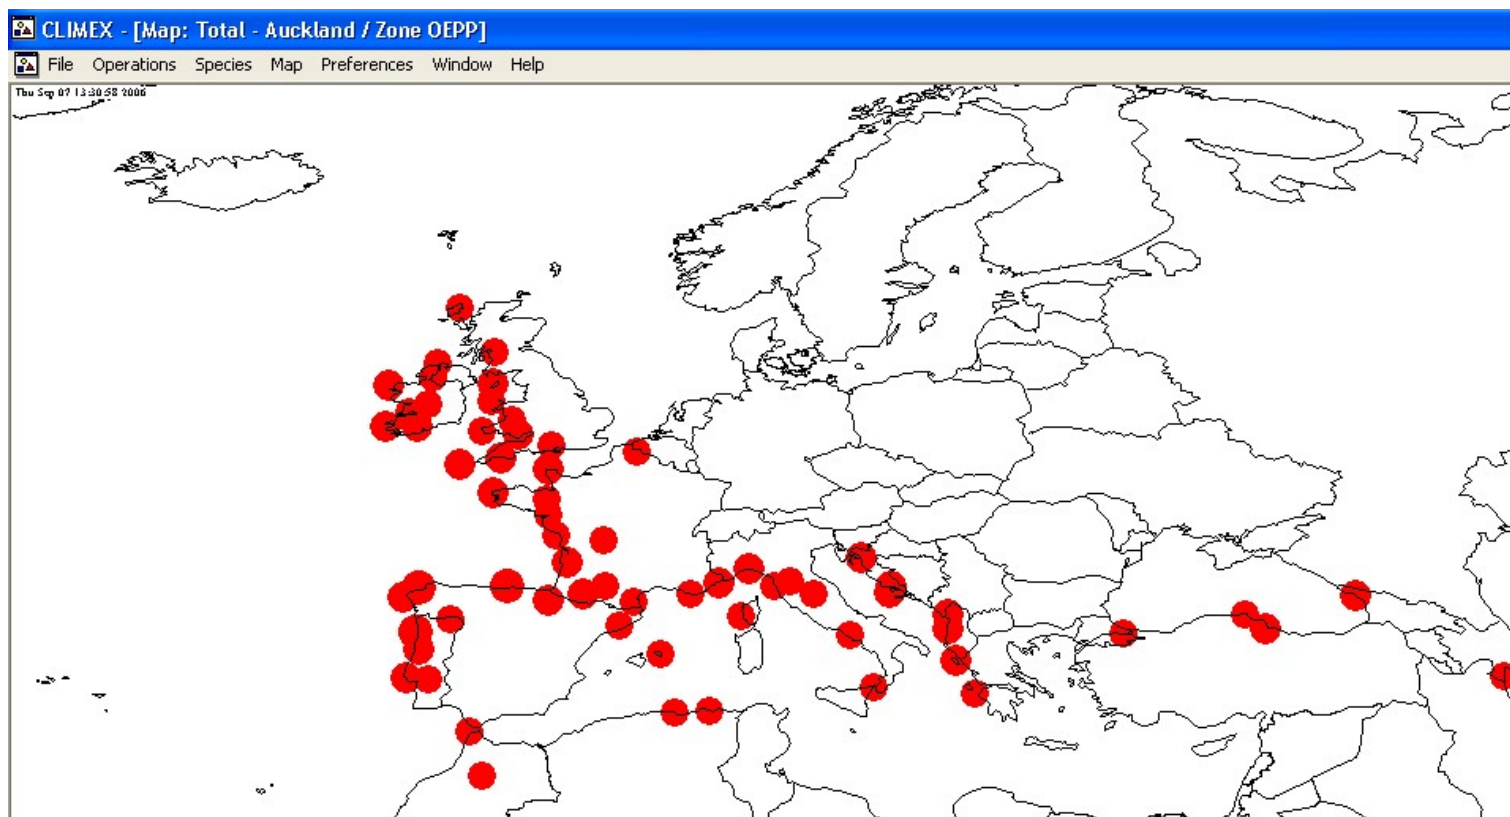 CLIMEX - [Map: Total - Auckland / Zone OEPP]
File Operations Species Map Preferences Window Help
Thu Sep 07 13:30:58 2006